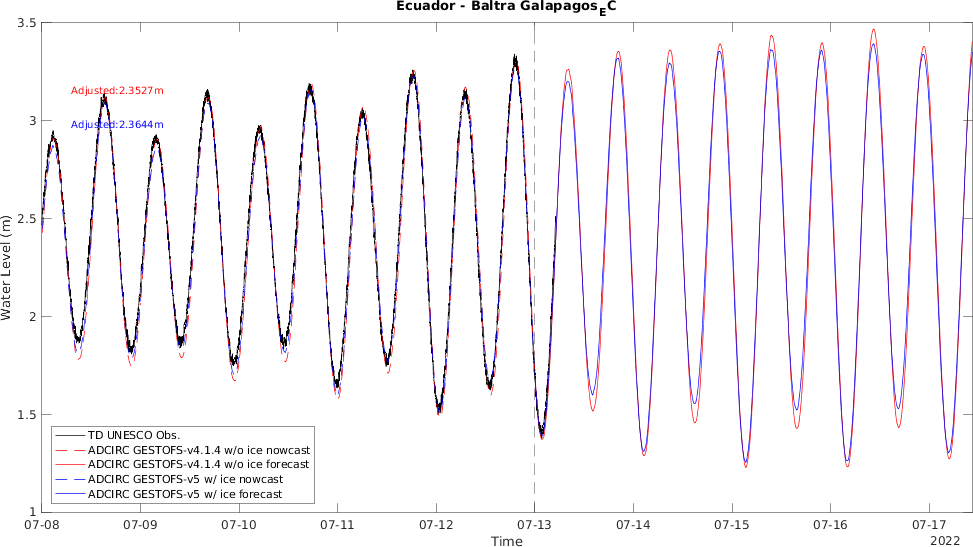 Ecuador - Baltra Galapagos_EC
3.5
3
2.5
2
1.5
1
Water Level (m)
Adjusted:2.3527m
Adjusted:2.3644m
TD UNESCO Obs.
ADCIRC GESTOFS-v4.1.4 w/o ice nowcast
ADCIRC GESTOFS-v4.1.4 w/o ice forecast
ADCIRC GESTOFS-v5 w/ ice nowcast
ADCIRC GESTOFS-v5 w/ ice forecast
07-08 07-09 07-10 07-11 07-12 07-13 07-14 07-15 07-16 07-17
Time
2022